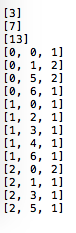 [3]
[7]
[13]
[0, 0, 1]
[0, 1, 2]
[0, 5, 2]
[0, 6, 1]
[1, 0, 1]
[1, 2, 1]
[1, 3, 1]
[1, 4, 1]
[1, 6, 1]
[2, 0, 2]
[2, 1, 1]
[2, 3, 1]
[2, 5, 1]